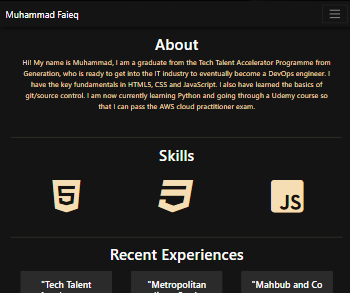 Muhammad Faieq
About
Hi! My name is Muhammad, I am a graduate from the Tech Talent Accelerator Programme from
Generation, who is ready to get into the IT industry to eventually become a DevOps engineer. I
have the key fundamentals in HTML5, CSS and JavaScript. I also have learned the basics of
git/source control. I am now currently learning Python and going through a Udemy course so
that I can pass the AWS cloud practitioner exam.
Skills
5 JS
Recent Experiences
"Tech Talent "Metropolitan "Mahbub and Co